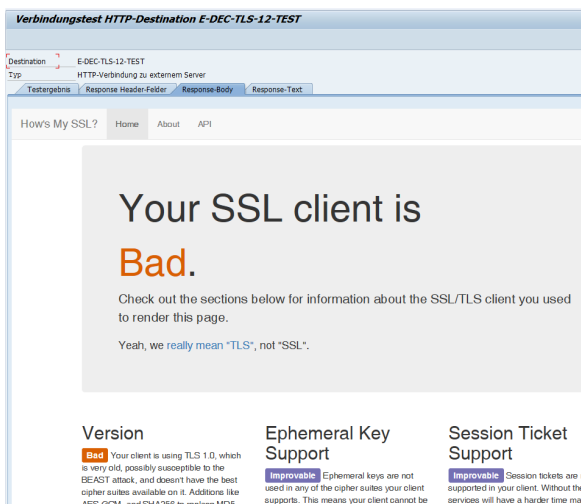 Verbindungstest HTTP-Destination E-DEC-TLS-12-TEST
Destination E-DEC-TLS-12-TEST
Typ HTTP-Verbindung zu externem Server
Testergebnis Response Header-Felder Response-Body Response-Text
How's My SSL? Home About API
Your SSL client is
Bad.
Check out the sections below for information about the SSL/TLS client you used
to render this page.
Yeah, we really mean "TLS", not "SSL".
Version
Bad Your client is using TLS 1.0, which
is very old, possibly susceptible to the
BEAST attack, and doesn't have the best
cipher suites available on it. Additions like
AES-GCM, and SHA256 to replace MD5-
Ephemeral Key
Support
Improvable Ephemeral keys are not
used in any of the cipher suites your client
supports. This means your client cannot be
Session Ticket
Support
Improvable Session tickets are
supported in your client. Without the
services will have a harder time